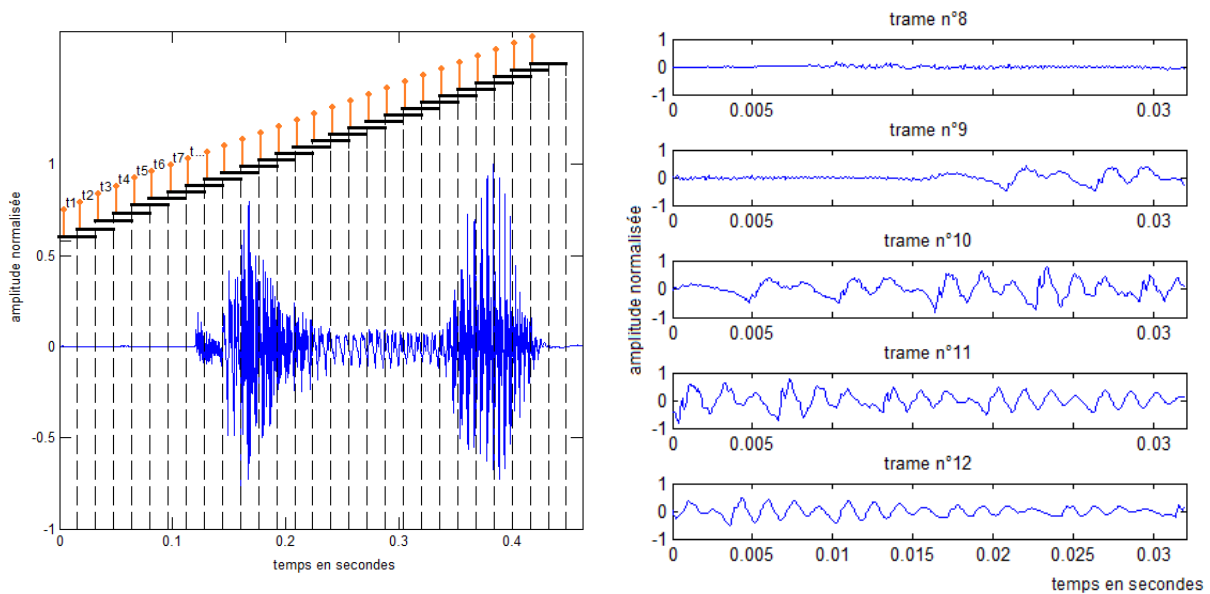 t1 t2 t3 t4 t5 t6 t7 t...
amplitude normalisée
1
0.5
0
-0.5
-1
0 0.1 0.2 0.3 0.4
temps en secondes
trame n°8
1
0
-1
0 0.005 0.03
trame n°9
1
0
-1
0 0.005 0.03
amplitude normalisée
trame n°10
1
0
-1
0 0.005 0.03
trame n°11
1
0
-1
0 0.005 0.03
trame n°12
1
0
-1
0 0.005 0.01 0.015 0.02 0.025 0.03
temps en secondes